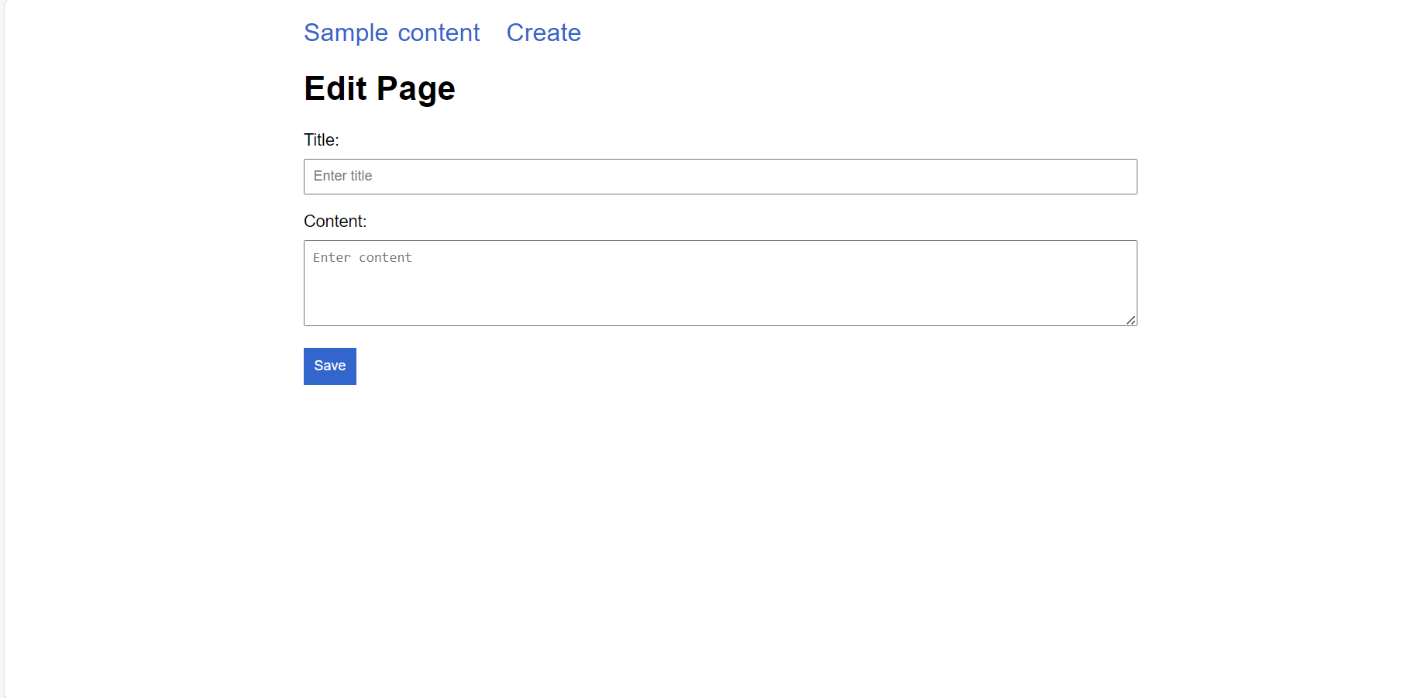 Sample content Create
Edit Page
Title:
Enter title
Content:
Enter content
Save